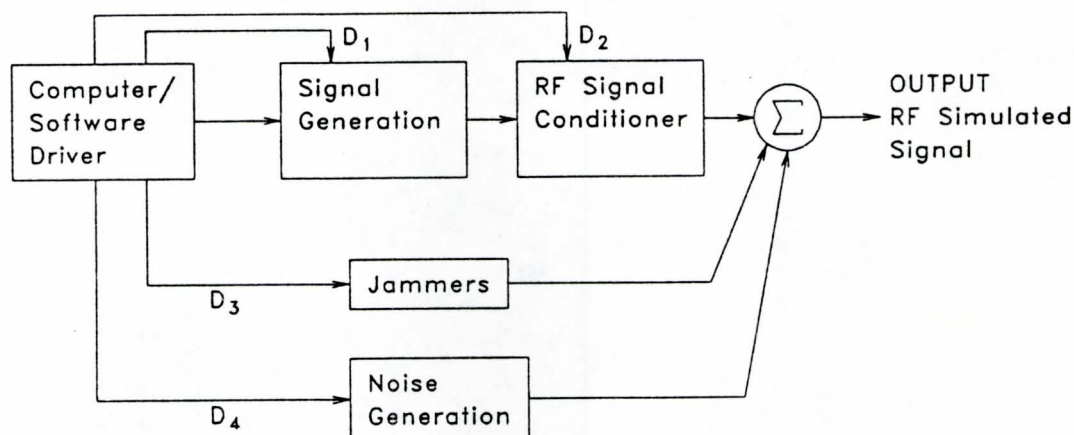 D1
D2
Computer/
Software
Driver
Signal
Generation
RF Signal
Conditioner
Σ
OUTPUT
RF Simulated
Signal
D3
Jammers
D4
Noise
Generation